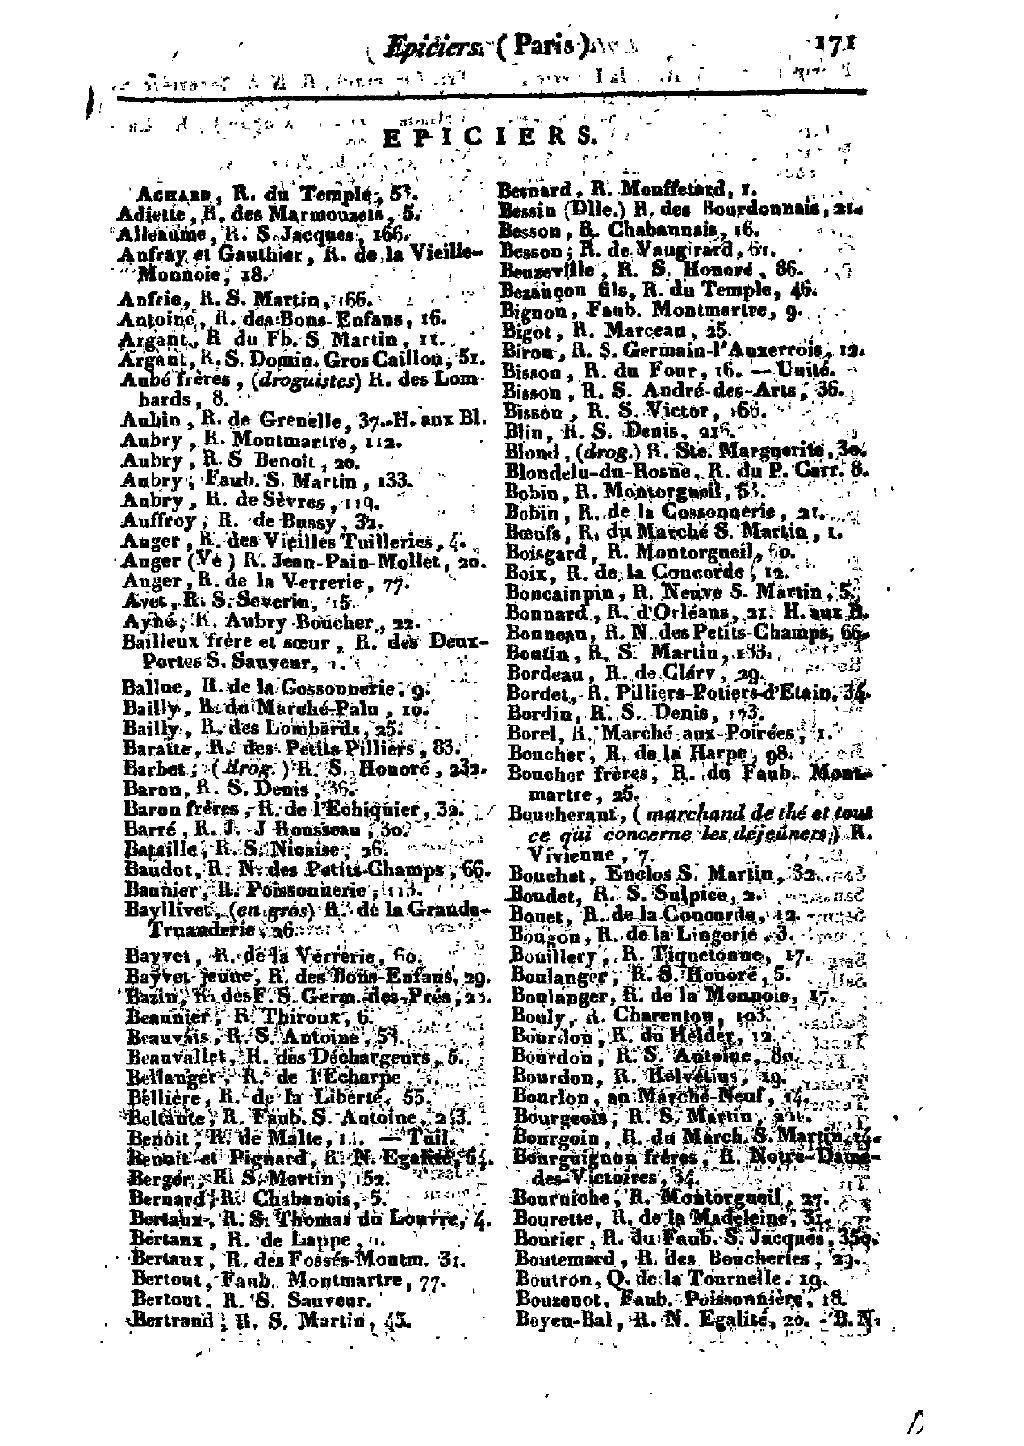 Epiciers. (Paris) 171
EPICIERS.
ACHARD, R. du Temple, 53.
Adiette, R. des Marmouzets, 5.
Alleaume, R. S. Jacques, 166.
Anfray et Gauthier, R. de la Vieille-
Monnoie, 18.
Anfrie, R. S. Martin, 166.
Antoine, R. des Bons-Enfans, 16.
Argant, R du Fb. S Martin, 11.
Argant, R. S. Domin. Gros Caillou, 51.
Aubé frères, (droguistes) R. des Lom-
bards, 8.
Aubin, R. de Grenelle, 37.-H. aux Bl.
Aubry, R. Montmartre, 112.
Aubry, R. S Benoît, 20.
Aubry, Faub. S. Martin, 133.
Aubry, R. de Sèvres, 119.
Auffroy, R. de Bussy, 32.
Auger, R. des Vieilles Tuilleries, 4.
Auger (Ve) R. Jean-Pain-Mollet, 20.
Auger, R. de la Verrerie, 77.
Avet, R. S. Severin, 15.
Ayhé, R. Aubry-Boucher, 22.
Bailleux frère et sœur, R. des Deux-
Portes S. Sauveur,
Ballue, R. de la Cossonnerie, 9.
Bailly, R. du Marché-Palu, 10.
Bailly, R. des Lombards, 25.
Baratte, R. des Petits Pilliers, 83.
Barbet, (drog.) R. S. Honoré, 232.
Baron, R. S. Denis, 36.
Baron frères, R. de l'Echiquier, 32.
Barré, R. J. J Rousseau, 30.
Bataille, R. S. Nicaise, 26.
Baudot, R. N. des Petits-Champs, 66.
Baunier, R. Poissonnerie, 113.
Bayllivet, (en gros) R. de la Grande-
Truanderie, 26.
Bayvet, R. de la Verrerie, 60.
Bayvet jeune, R. des Bons-Enfans, 29.
Bazin, R. des F. S. Germ.-des-Prés, 21.
Beaunier, R. Thiroux, 6.
Beauvais, R. S. Antoine, 53.
Beauvallet, R. des Déchargeurs, 5.
Bellanger, R. de l'Echarpe
Bellière, R. de la Liberté, 55.
Beltante, R. Faub. S. Antoine, 213.
Benoît, R. de Malte, — Tuil.
Benoit et Pignard, R. N. Egalité, 64.
Berger, R. S. Martin, 152.
Bernard, R. Chabanois, 5.
Bertaux, R. S. Thomas du Louvre, 4.
Bertaux, R. de Lappe,
Bertaux, R. des Fossés-Montm. 31.
Bertout, Faub. Montmartre, 77.
Bertout. R. S. Sauveur.
Bertrand, R. S. Martin, 43.
Besnard, R. Mouffetard, 1.
Bessin (Dlle.) R. des Bourdonnais, 21.
Besson, R. Chabannais, 16.
Besson, R. de Vaugirard, 61.
Beuzeville, R. S. Honoré, 86.
Bezançon fils, R. du Temple, 46.
Bignon, Faub. Montmartre, 9.
Bigot, R. Marceau, 25.
Biron, R. S. Germain-l'Auxerrois, 12.
Bisson, R. du Four, 16. — Unité.
Bisson, R. S. André-des-Arts, 36.
Bisson, R. S. Victor, 166.
Blin, R. S. Denis, 216.
Blond, (drog.) R. Ste. Marguerite, 30.
Blondelu-du-Rosne, R. du P. Carr. 8.
Bobin, R. Montorgueil, 53.
Bobin, R. de la Cossonnerie, 21.
Bœufs, R. du Marché S. Martin, 1.
Boisgard, R. Montorgueil, 60.
Boix, R. de la Concorde, 12.
Boncainpin, R. Neuve S. Martin, 5.
Bonnard, R. d'Orléans, 21. H. aux B.
Bonneau, R. N. des Petits-Champs, 66.
Bontin, R. S. Martin, 133.
Bordeau, R. de Cléry, 29.
Bordet, R. Pilliers-Potiers-d'Etain, 34.
Bordin, R. S. Denis, 173.
Borel, R. Marché aux-Poirées, 1.
Boucher, R. de la Harpe, 98.
Boucher frères, R. du Faub. Mont-
martre, 25.
Boucherant, (marchand de thé et tout
ce qui concerne les déjeûners,) R.
Vivienne, 7.
Bouchet, Enclos S. Martin, 32.
Boudet, R. S. Sulpice, 2.
Bouet, R. de la Concorde, 12.
Bougon, R. de la Lingerie, 3.
Bouillery, R. Tiquetonne, 17.
Boulanger, R. S. Honoré, 5.
Boulanger, R. de la Monnoie, 17.
Bouly, R. Charenton, 103.
Bourdon, R. du Helder, 12.
Bourdon, R. S. Antoine, 80.
Bourdon, R. Helvétius, 19.
Bourlon, au Marché-Neuf, 14.
Bourgeois, R. S. Martin,
Bourgoin, R. du March. S. Martin, 14.
Bourguignon frères, R. Notre-Dame-
des-Victoires, 34.
Bourniche, R. Montorgueil, 27.
Bourette, R. de la Madeleine, 31.
Bourier, R. du Faub. S. Jacques, 359.
Boutemard, R. des Boucheries, 29.
Boutron, Q. de la Tournelle. 19.
Bouzenot, Faub. Poissonnière, 18.
Boyen-Bal, R. N. Egalité, 20. - B. N.